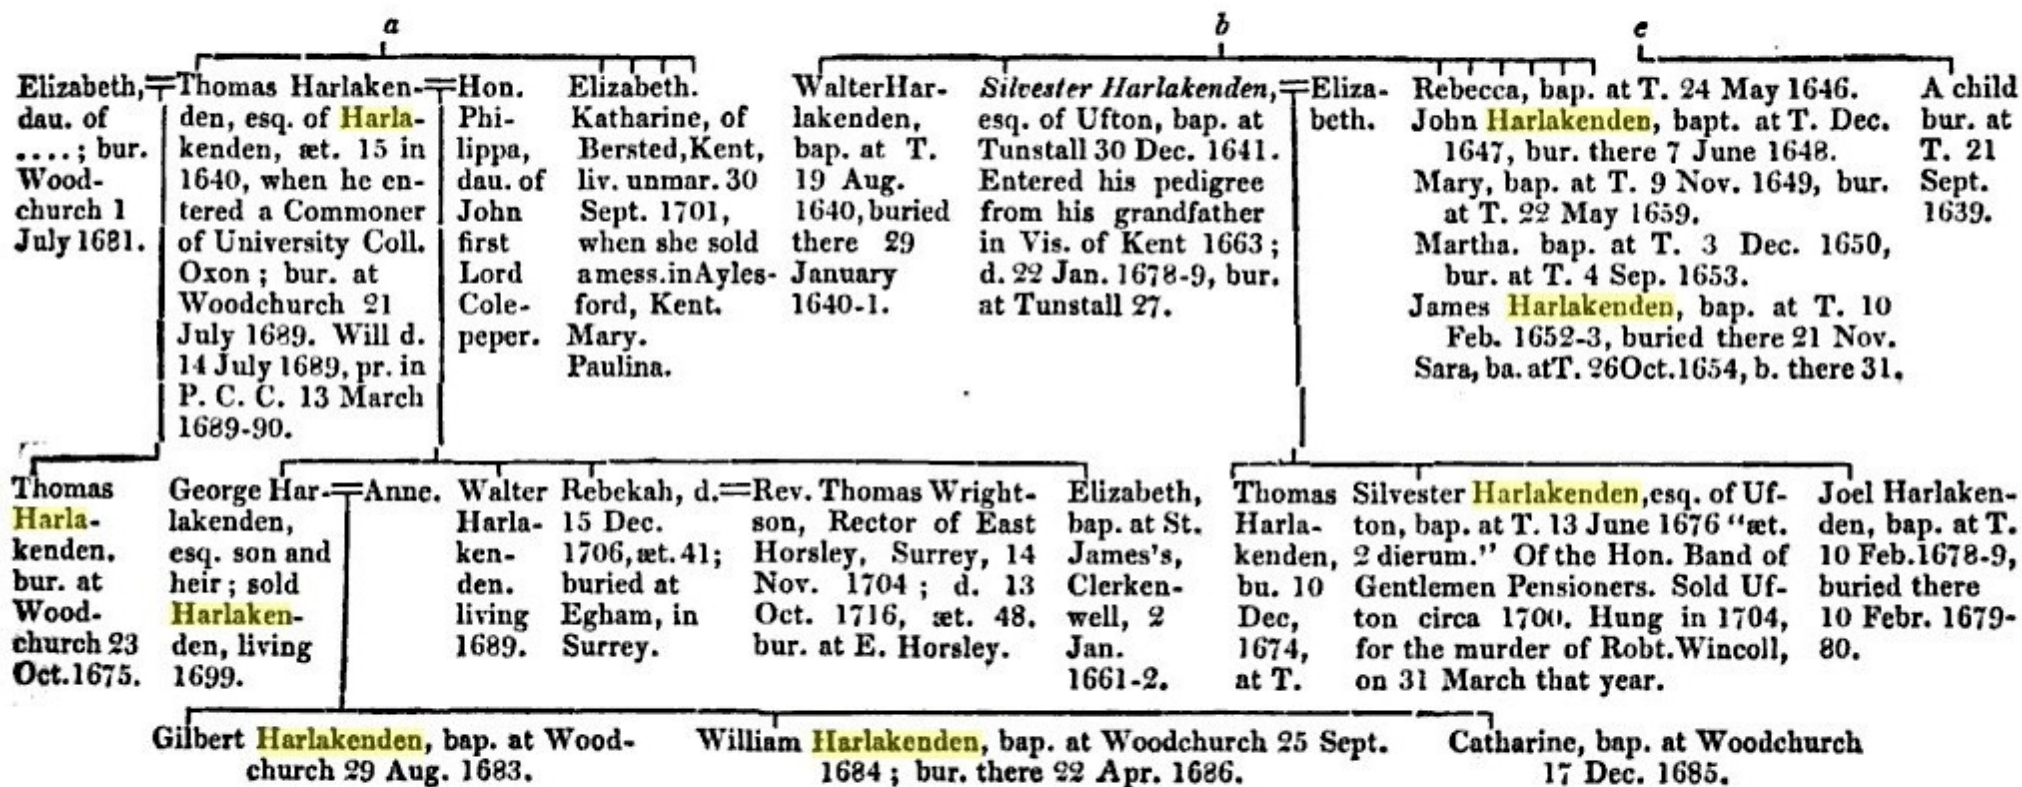 a
b
c
Elizabeth,
dau. of
....; bur.
Wood-
church 1
July 1681.
Thomas Harlaken-
den, esq. of Harla-
kenden, æt. 15 in
1640, when he en-
tered a Commoner
of University Coll.
Oxon; bur. at
Woodchurch 21
July 1689. Will d.
14 July 1689, pr. in
P. C. C. 13 March
1689-90.
Hon.
Phi-
lippa,
dau. of
John
first
Lord
Cole-
peper.
Elizabeth.
Katharine, of
Bersted, Kent,
liv. unmar. 30
Sept. 1701,
when she sold
a mess. in Ayles-
ford, Kent.
Mary.
Paulina.
Walter Har-
lakenden,
bap. at T.
19 Aug.
1640, buried
there 29
January
1640-1.
Silvester Harlakenden,
esq. of Ufton, bap. at
Tunstall 30 Dec. 1641.
Entered his pedigree
from his grandfather
in Vis. of Kent 1663;
d. 22 Jan. 1678-9, bur.
at Tunstall 27.
Eliza-
beth.
Rebecca, bap. at T. 24 May 1646.
John Harlakenden, bapt. at T. Dec.
1647, bur. there 7 June 1648.
Mary, bap. at T. 9 Nov. 1649, bur.
at T. 22 May 1659.
Martha. bap. at T. 3 Dec. 1650,
bur. at T. 4 Sep. 1653.
James Harlakenden, bap. at T. 10
Feb. 1652-3, buried there 21 Nov.
Sara, ba. at T. 26 Oct. 1654, b. there 31.
A child
bur. at
T. 21
Sept.
1639.
Thomas
Harla-
kenden.
bur. at
Wood-
church 23
Oct. 1675.
George Har-
lakenden,
esq. son and
heir; sold
Harlaken-
den, living
1699.
Anne.
Walter
Harla-
ken-
den.
living
1689.
Rebekah, d.
15 Dec.
1706, æt. 41;
buried at
Egham, in
Surrey.
Rev. Thomas Wright-
son, Rector of East
Horsley, Surrey, 14
Nov. 1704; d. 13
Oct. 1716, æt. 48.
bur. at E. Horsley.
Elizabeth,
bap. at St.
James's,
Clerken-
well, 2
Jan.
1661-2.
Thomas
Harla-
kenden,
bu. 10
Dec,
1674,
at T.
Silvester Harlakenden, esq. of Uf-
ton, bap. at T. 13 June 1676 "æt.
2 dierum." Of the Hon. Band of
Gentlemen Pensioners. Sold Uf-
ton circa 1700. Hung in 1704,
for the murder of Robt. Wincoll,
on 31 March that year.
Joel Harlaken-
den, bap. at T.
10 Feb. 1678-9,
buried there
10 Febr. 1679-
80.
Gilbert Harlakenden, bap. at Wood-
church 29 Aug. 1683.
William Harlakenden, bap. at Woodchurch 25 Sept.
1684; bur. there 22 Apr. 1686.
Catharine, bap. at Woodchurch
17 Dec. 1685.